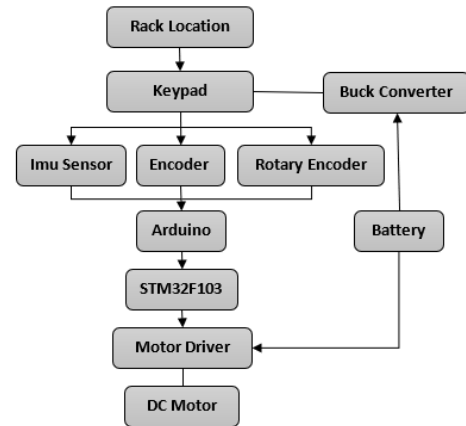 Rack Location
Keypad
Buck Converter
Imu Sensor
Encoder
Rotary Encoder
Arduino
Battery
STM32F103
Motor Driver
DC Motor